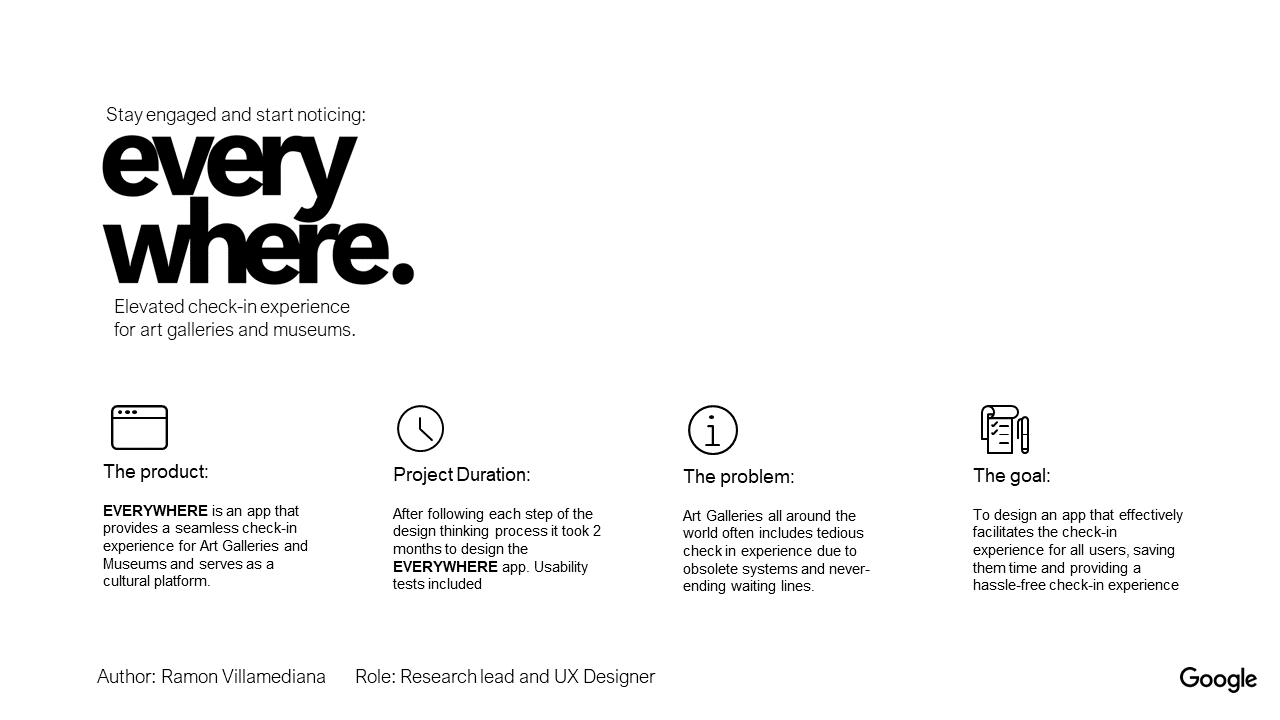 Stay engaged and start noticing:
every
where.
Elevated check-in experience
for art galleries and museums.
The product:
EVERYWHERE is an app that
provides a seamless check-in
experience for Art Galleries and
Museums and serves as a
cultural platform.
Project Duration:
After following each step of the
design thinking process it took 2
months to design the
EVERYWHERE app. Usability
tests included
The problem:
Art Galleries all around the
world often includes tedious
check in experience due to
obsolete systems and never-
ending waiting lines.
The goal:
To design an app that effectively
facilitates the check-in
experience for all users, saving
them time and providing a
hassle-free check-in experience
Author: Ramon Villamediana Role: Research lead and UX Designer
Google